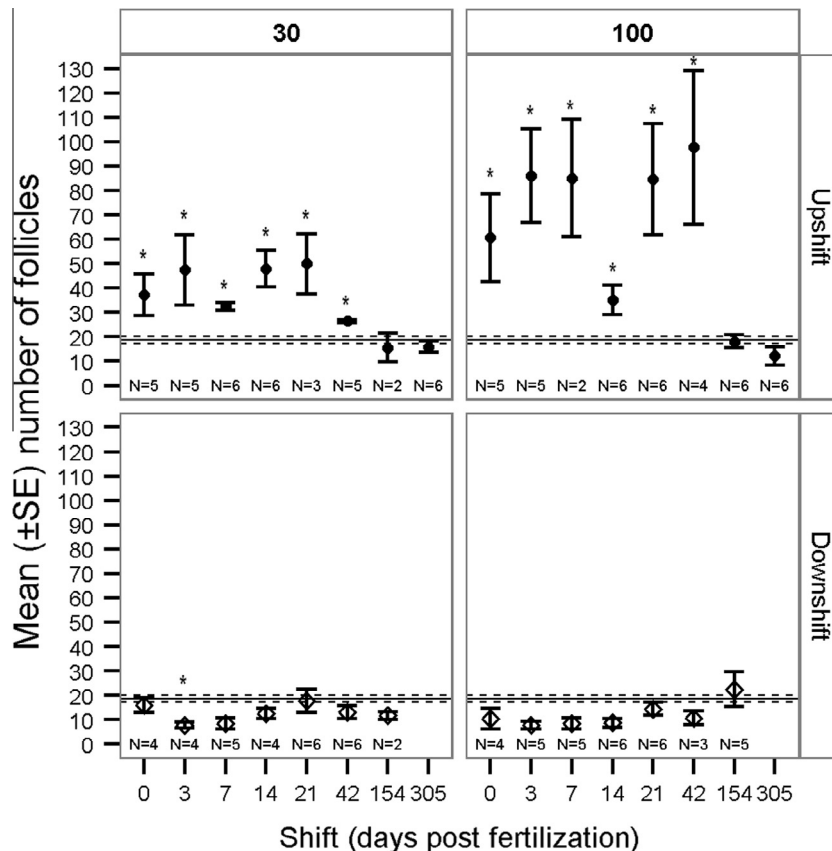 30 100
Mean (±SE) number of follicles
130
120
110
100
90
80
70
60
50
40
30
20
10
0
* * * * * *
* * * * * *
N=5 N=5 N=6 N=6 N=3 N=5 N=2 N=6
N=5 N=5 N=2 N=6 N=6 N=4 N=6 N=6
Upshift
130
120
110
100
90
80
70
60
50
40
30
20
10
0
*
N=4 N=4 N=5 N=4 N=6 N=6 N=2
N=4 N=5 N=5 N=6 N=6 N=3 N=5
Downshift
0 3 7 14 21 42 154 305
0 3 7 14 21 42 154 305
Shift (days post fertilization)